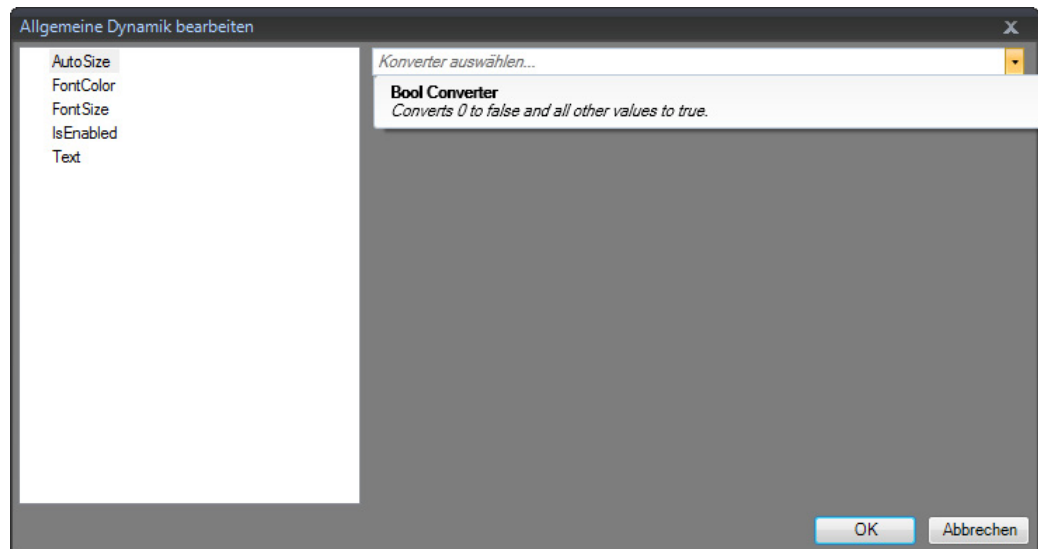 Allgemeine Dynamik bearbeiten x
AutoSize
FontColor
FontSize
IsEnabled
Text
Konverter auswählen...
Bool Converter
Converts 0 to false and all other values to true.
OK Abbrechen